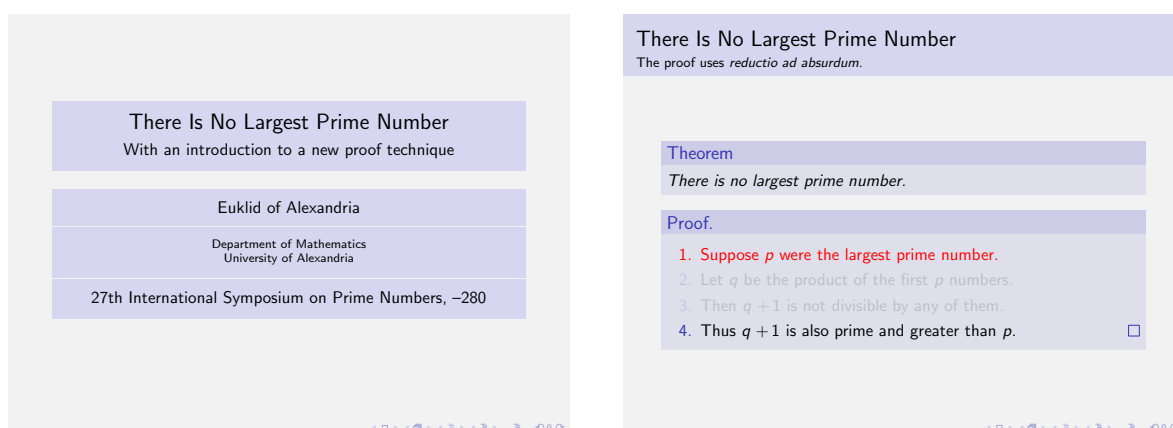 There Is No Largest Prime Number
With an introduction to a new proof technique
Euklid of Alexandria
Department of Mathematics
University of Alexandria
27th International Symposium on Prime Numbers, –280
There Is No Largest Prime Number
The proof uses reductio ad absurdum.
Theorem
There is no largest prime number.
Proof.
1. Suppose p were the largest prime number.
2. Let q be the product of the first p numbers.
3. Then q + 1 is not divisible by any of them.
4. Thus q + 1 is also prime and greater than p.